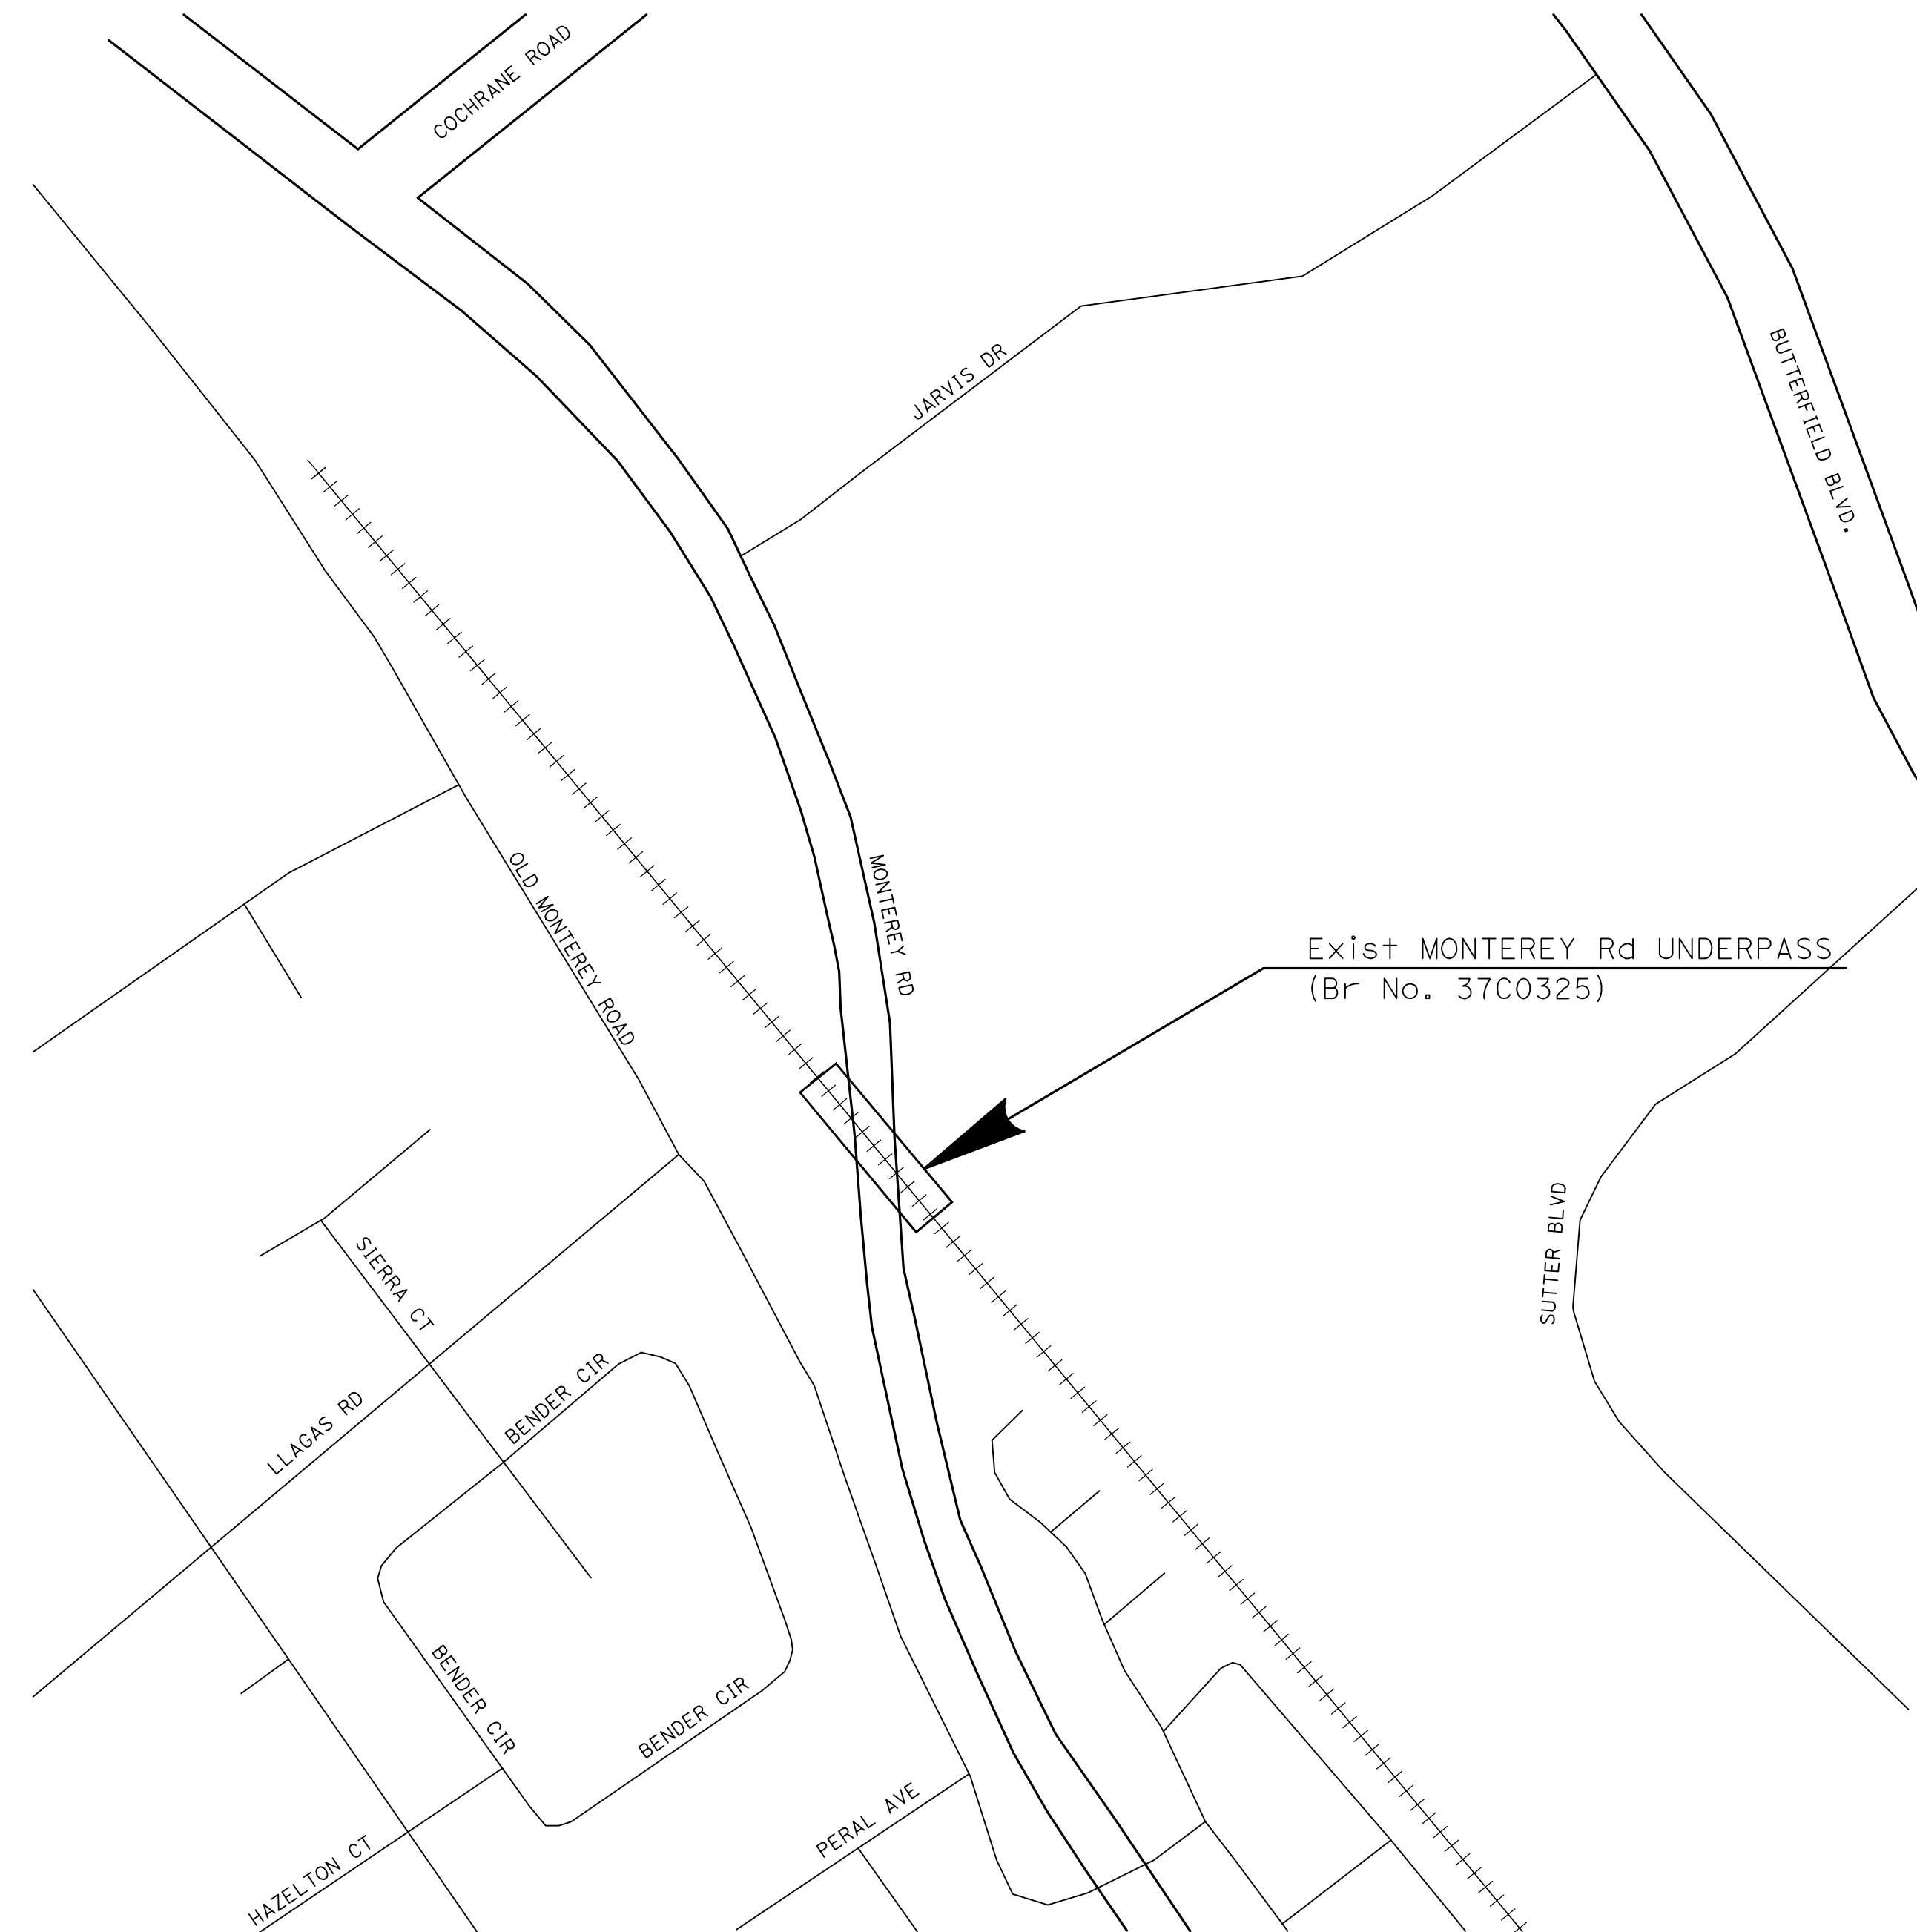 COCHRANE ROAD
JARVIS DR
BUTTERFIELD BLVD.
OLD MONTEREY ROAD
MONTEREY RD
Exist MONTEREY Rd UNDERPASS
(Br No. 37C0325)
SUTTER BLVD
SIERRA CT
BENDER CIR
LLAGAS RD
BENDER CIR
BENDER CIR
PERAL AVE
HAZELTON CT